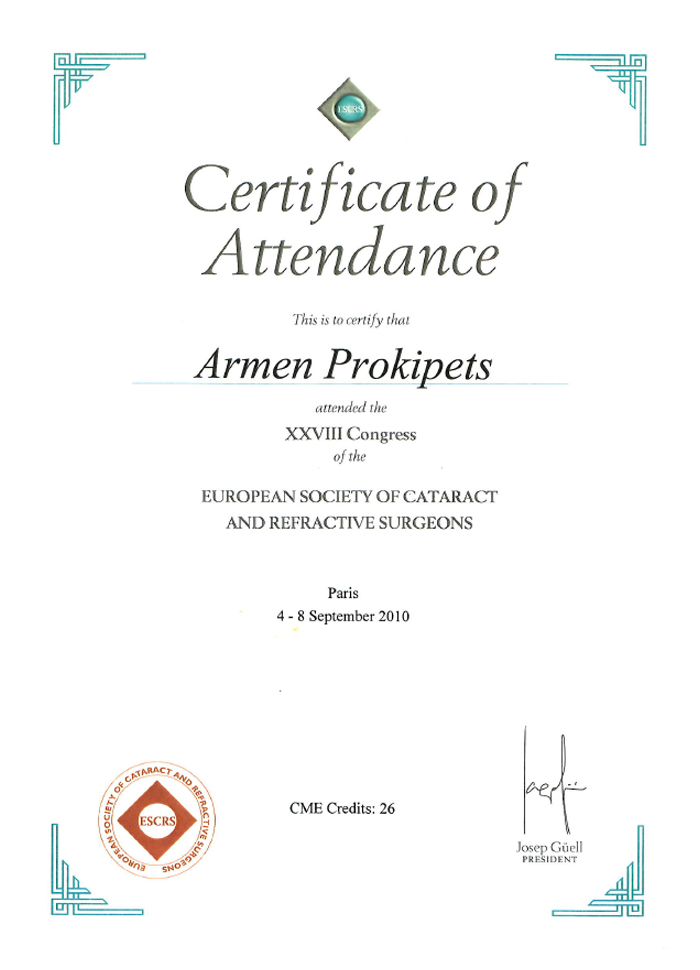 ESCRS
Certificate of
Attendance
This is to certify that
Armen Prokipets
attended the
XXVIII Congress
of the
EUROPEAN SOCIETY OF CATARACT
AND REFRACTIVE SURGEONS
Paris
4 - 8 September 2010
EUROPEAN SOCIETY OF CATARACT AND REFRACTIVE SURGEONS
ESCRS
CME Credits: 26
Josep Güell
PRESIDENT